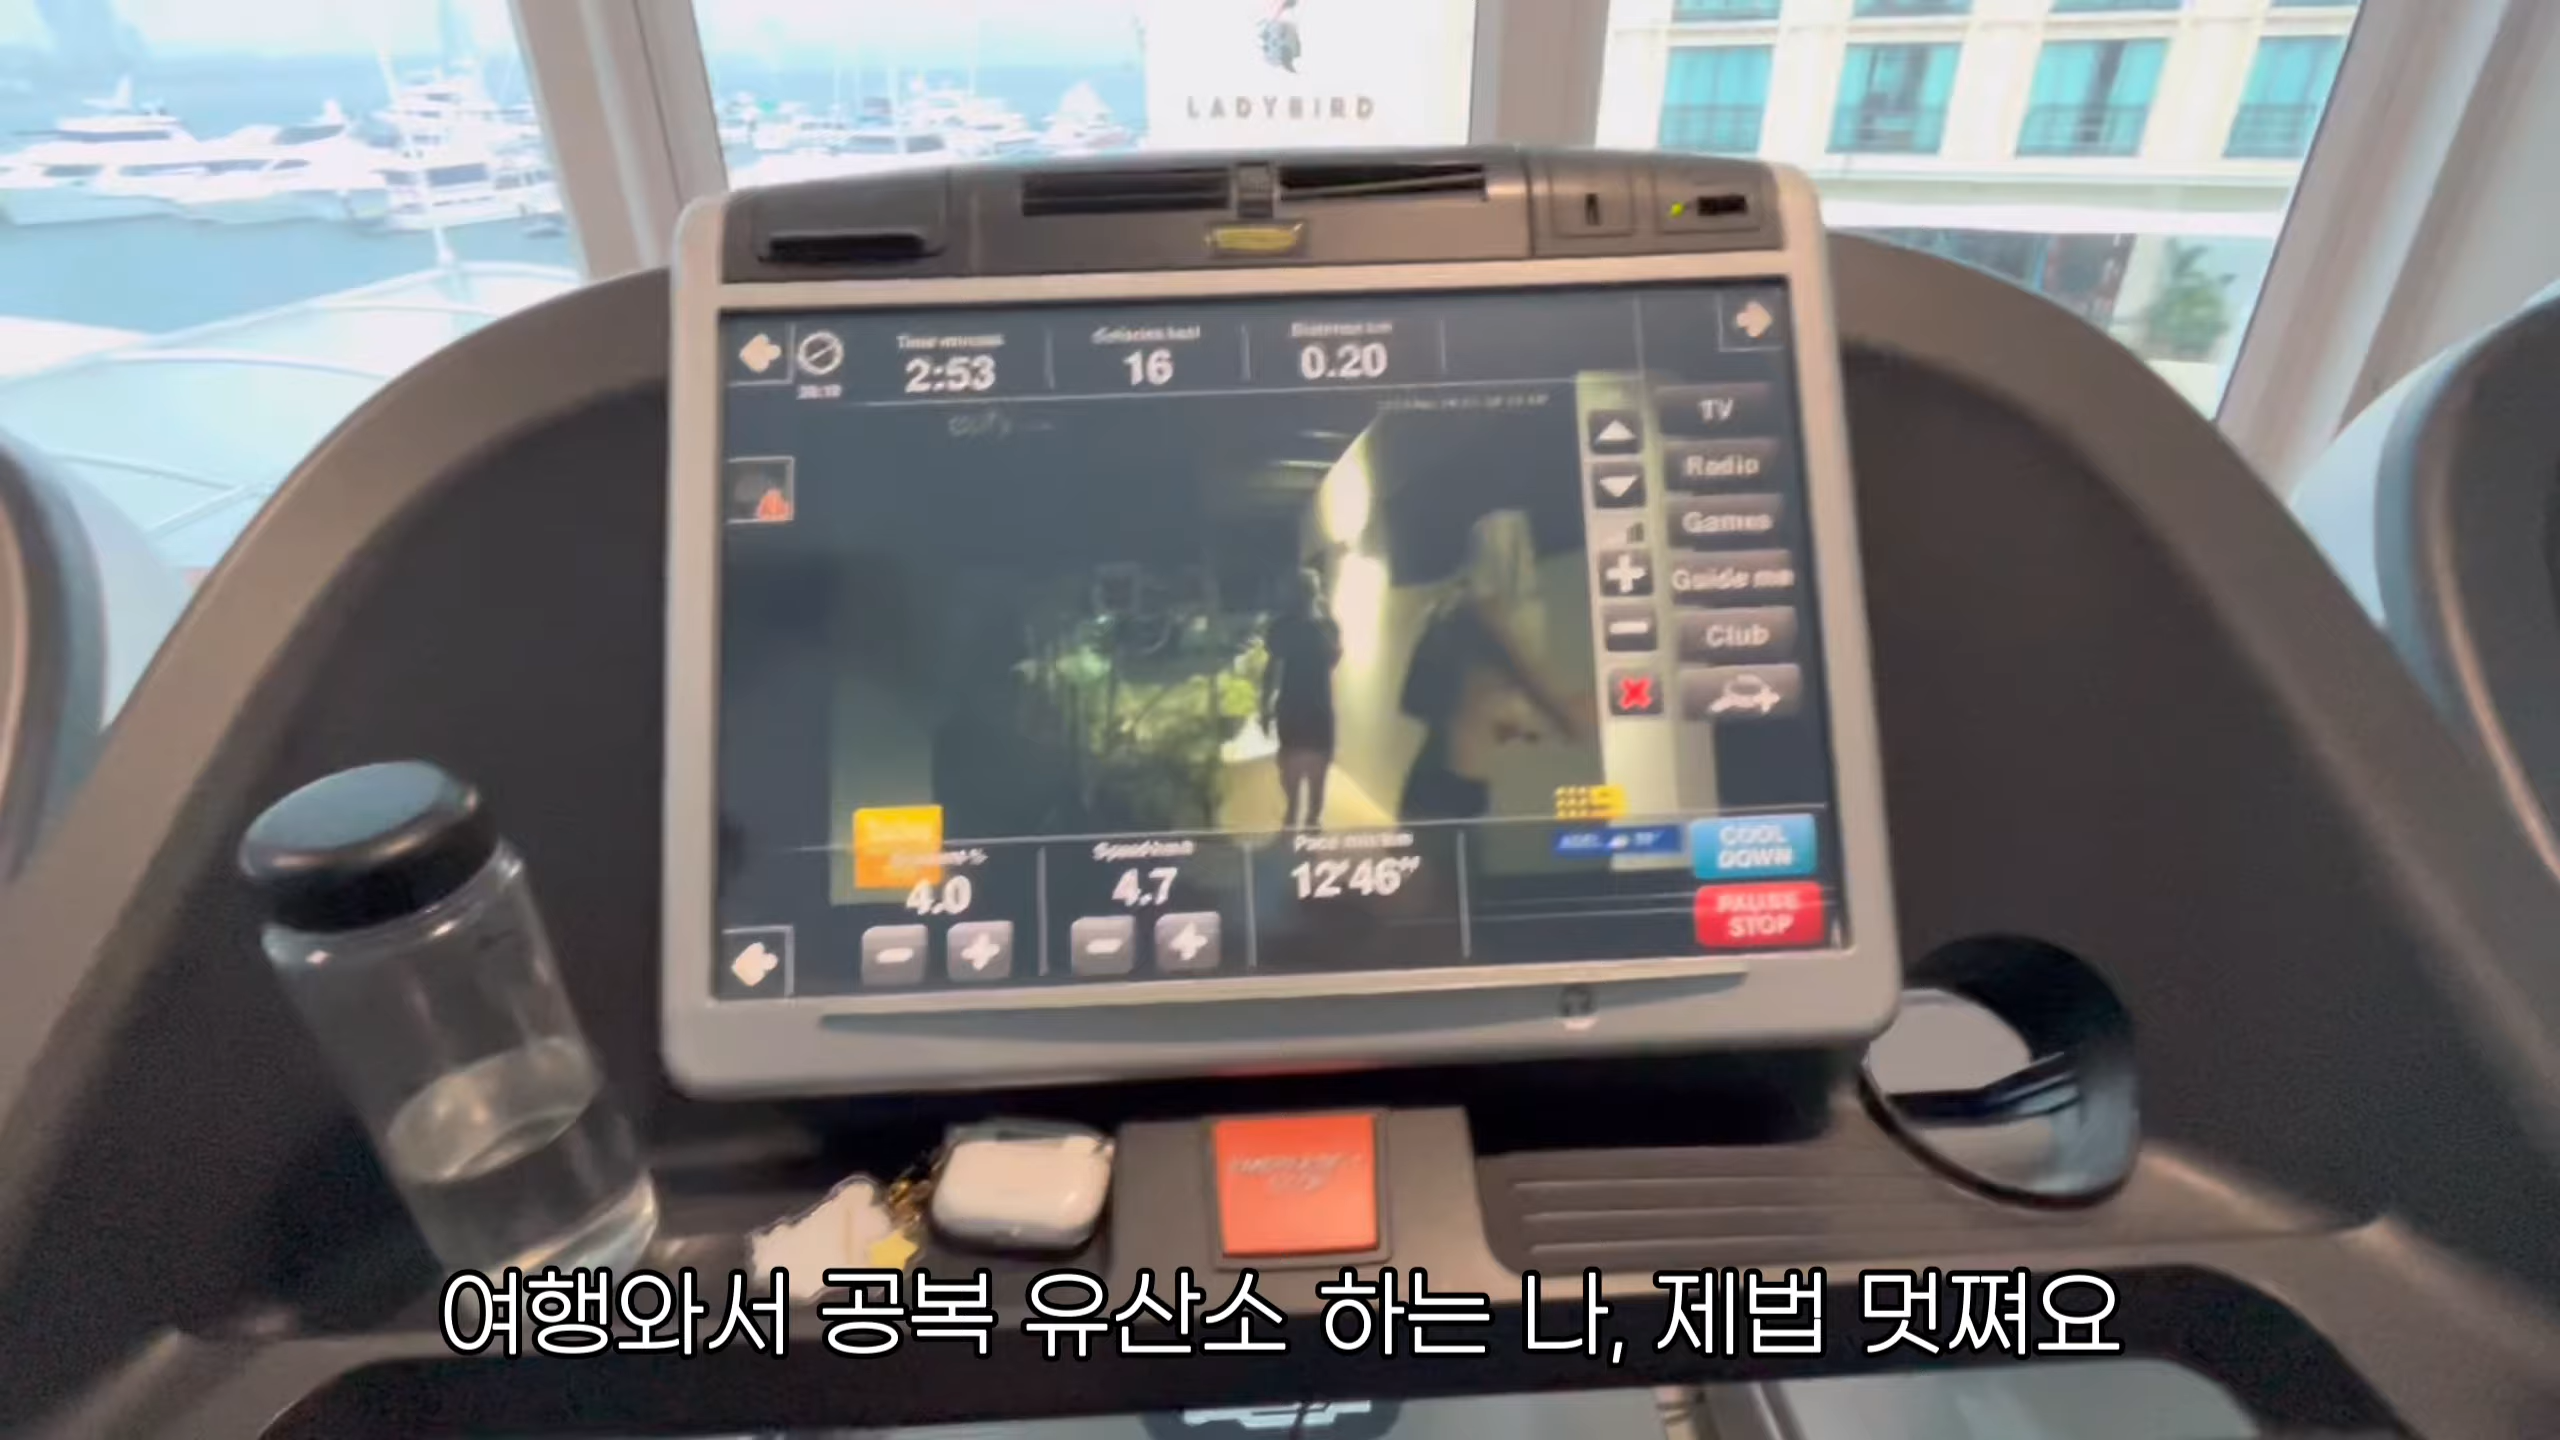 LADYBIRD
2:53
16
0.20
TV
Radio
Games
Guide me
Club
4.0
4.7
12'46"
COOL DOWN
PAUSE STOP
여행와서 공복 유산소 하는 나, 제법 멋쪄요